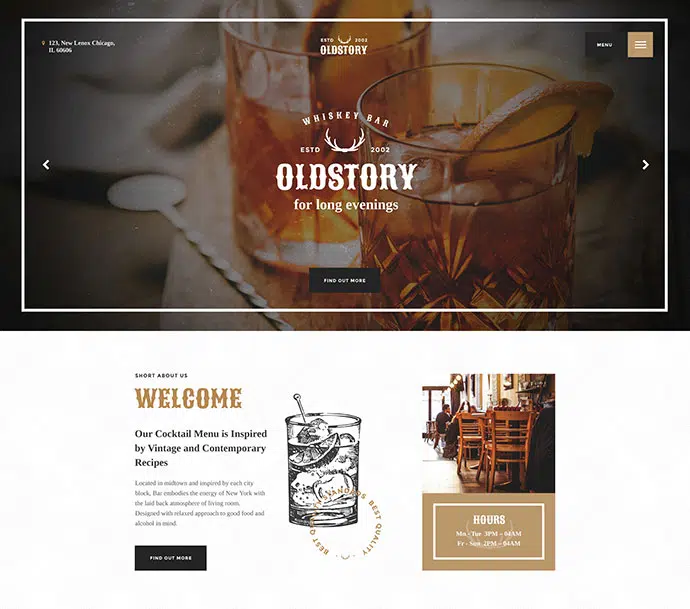 123, New Lenox Chicago,
IL 60606
ESTD 2002
OLDSTORY
MENU
WHISKEY BAR
ESTD 2002
OLDSTORY
for long evenings
FIND OUT MORE
SHORT ABOUT US
WELCOME
Our Cocktail Menu is Inspired
by Vintage and Contemporary
Recipes
Located in midtown and inspired by each city
block, Bar embodies the energy of New York with
the laid back atmosphere of living room.
Designed with relaxed approach to good food and
alcohol in mind.
FIND OUT MORE
BEST QUALITY
STANDARDS BEST QUALITY
HOURS
Mo - Tue 3PM – 04AM
Fr - Sun 2PM – 04AM